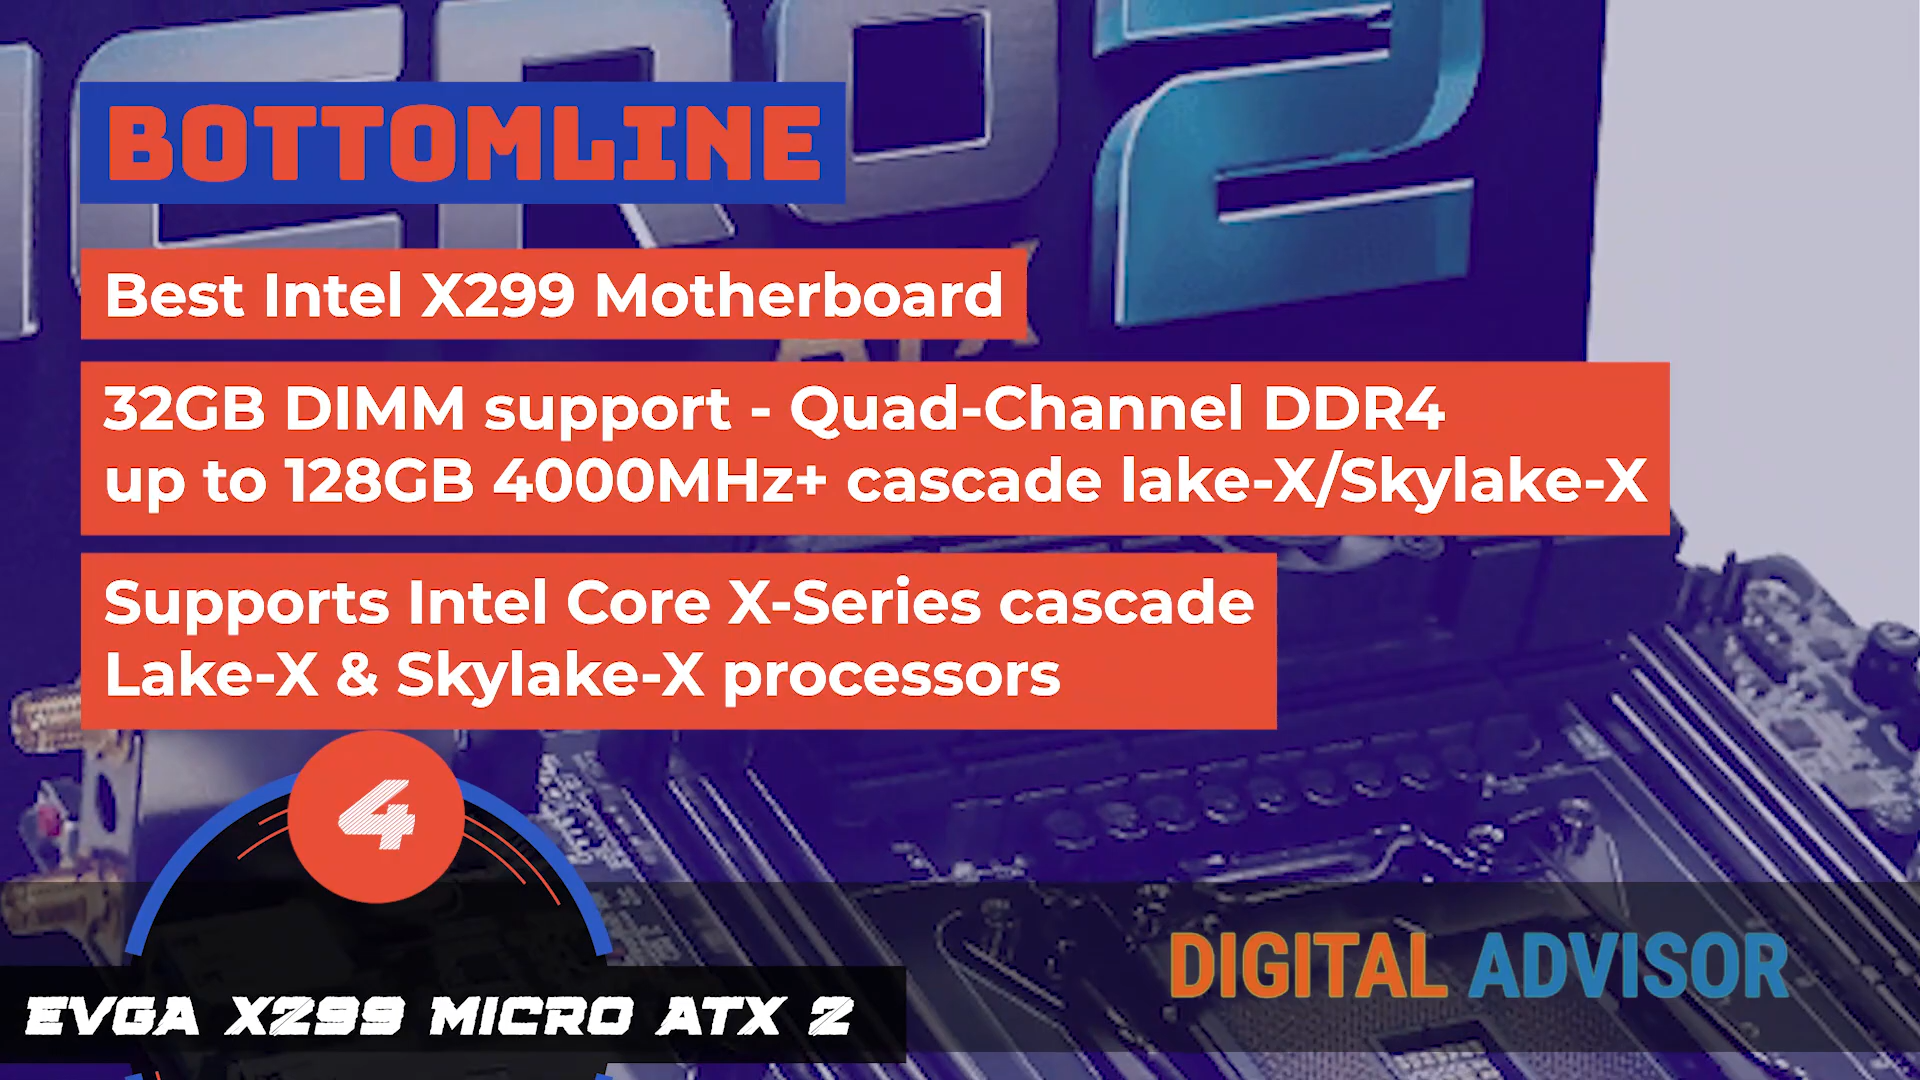 BOTTOMLINE
Best Intel X299 Motherboard
32GB DIMM support - Quad-Channel DDR4
up to 128GB 4000MHz+ cascade lake-X/Skylake-X
Supports Intel Core X-Series cascade
Lake-X & Skylake-X processors
4
DIGITAL ADVISOR
EVGA X299 MICRO ATX 2